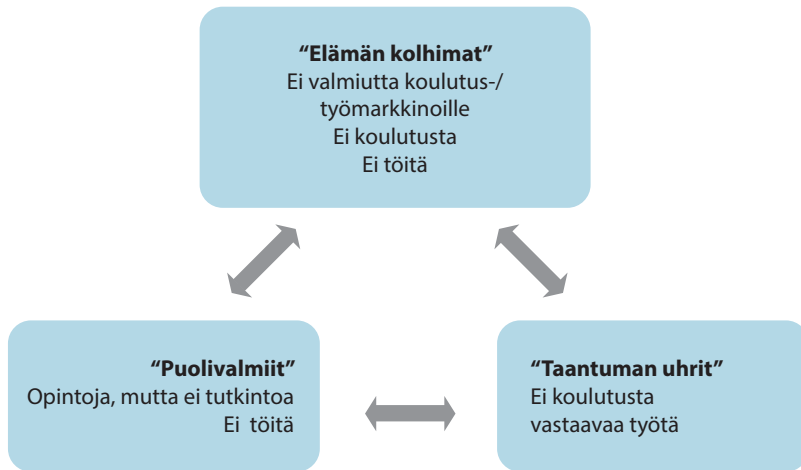 “Elämän kolhimat”
Ei valmiutta koulutus-/
työmarkkinoille
Ei koulutusta
Ei töitä
“Puolivalmiit”
Opintoja, mutta ei tutkintoa
Ei töitä
“Taantuman uhrit”
Ei koulutusta
vastaavaa työtä